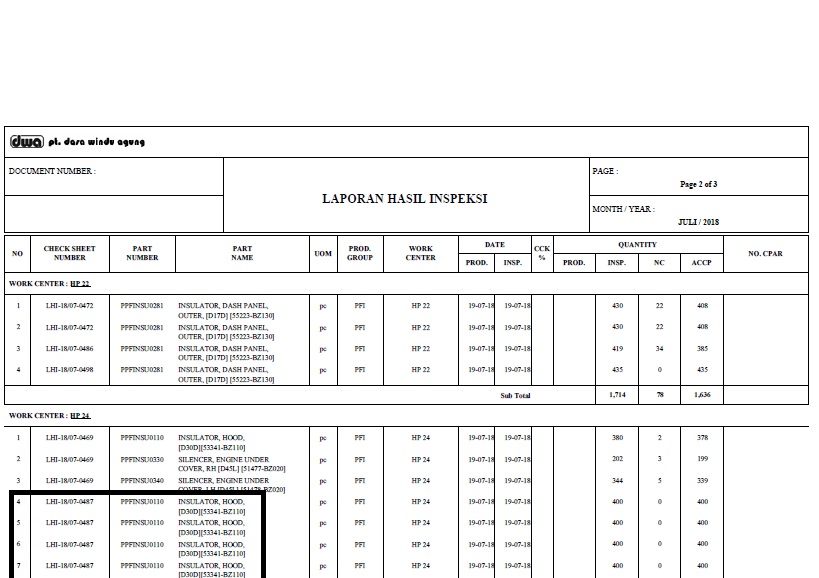 dwa pt. dasa windu agung
DOCUMENT NUMBER :
LAPORAN HASIL INSPEKSI
PAGE :
Page 2 of 3
MONTH / YEAR :
JULI / 2018
NO CHECK SHEET NUMBER PART NUMBER PART NAME UOM PROD. GROUP WORK CENTER DATE CCK % QUANTITY NO. CPAR
PROD. INSP. PROD. INSP. NC ACCP
WORK CENTER : HP 22
1 LHI-18/07-0472 PPFINSU0281 INSULATOR, DASH PANEL, pc PFI HP 22 19-07-18 19-07-18 430 22 408
OUTER, [D17D] [55223-BZ130]
2 LHI-18/07-0472 PPFINSU0281 INSULATOR, DASH PANEL, pc PFI HP 22 19-07-18 19-07-18 430 22 408
OUTER, [D17D] [55223-BZ130]
3 LHI-18/07-0486 PPFINSU0281 INSULATOR, DASH PANEL, pc PFI HP 22 19-07-18 19-07-18 419 34 385
OUTER, [D17D] [55223-BZ130]
4 LHI-18/07-0498 PPFINSU0281 INSULATOR, DASH PANEL, pc PFI HP 22 19-07-18 19-07-18 435 0 435
OUTER, [D17D] [55223-BZ130]
Sub Total 1,714 78 1,636
WORK CENTER : HP 24
1 LHI-18/07-0469 PPFINSU0110 INSULATOR, HOOD, pc PFI HP 24 19-07-18 19-07-18 380 2 378
[D30D][53341-BZ110]
2 LHI-18/07-0469 PPFINSU0330 SILENCER, ENGINE UNDER pc PFI HP 24 19-07-18 19-07-18 202 3 199
COVER, RH [D45L] [51477-BZ020]
3 LHI-18/07-0469 PPFINSU0340 SILENCER, ENGINE UNDER pc PFI HP 24 19-07-18 19-07-18 344 5 339
COVER, LH [D45L] [51478-BZ020]
4 LHI-18/07-0487 PPFINSU0110 INSULATOR, HOOD, pc PFI HP 24 19-07-18 19-07-18 400 0 400
[D30D][53341-BZ110]
5 LHI-18/07-0487 PPFINSU0110 INSULATOR, HOOD, pc PFI HP 24 19-07-18 19-07-18 400 0 400
[D30D][53341-BZ110]
6 LHI-18/07-0487 PPFINSU0110 INSULATOR, HOOD, pc PFI HP 24 19-07-18 19-07-18 400 0 400
[D30D][53341-BZ110]
7 LHI-18/07-0487 PPFINSU0110 INSULATOR, HOOD, pc PFI HP 24 19-07-18 19-07-18 400 0 400
[D30D][53341-BZ110]